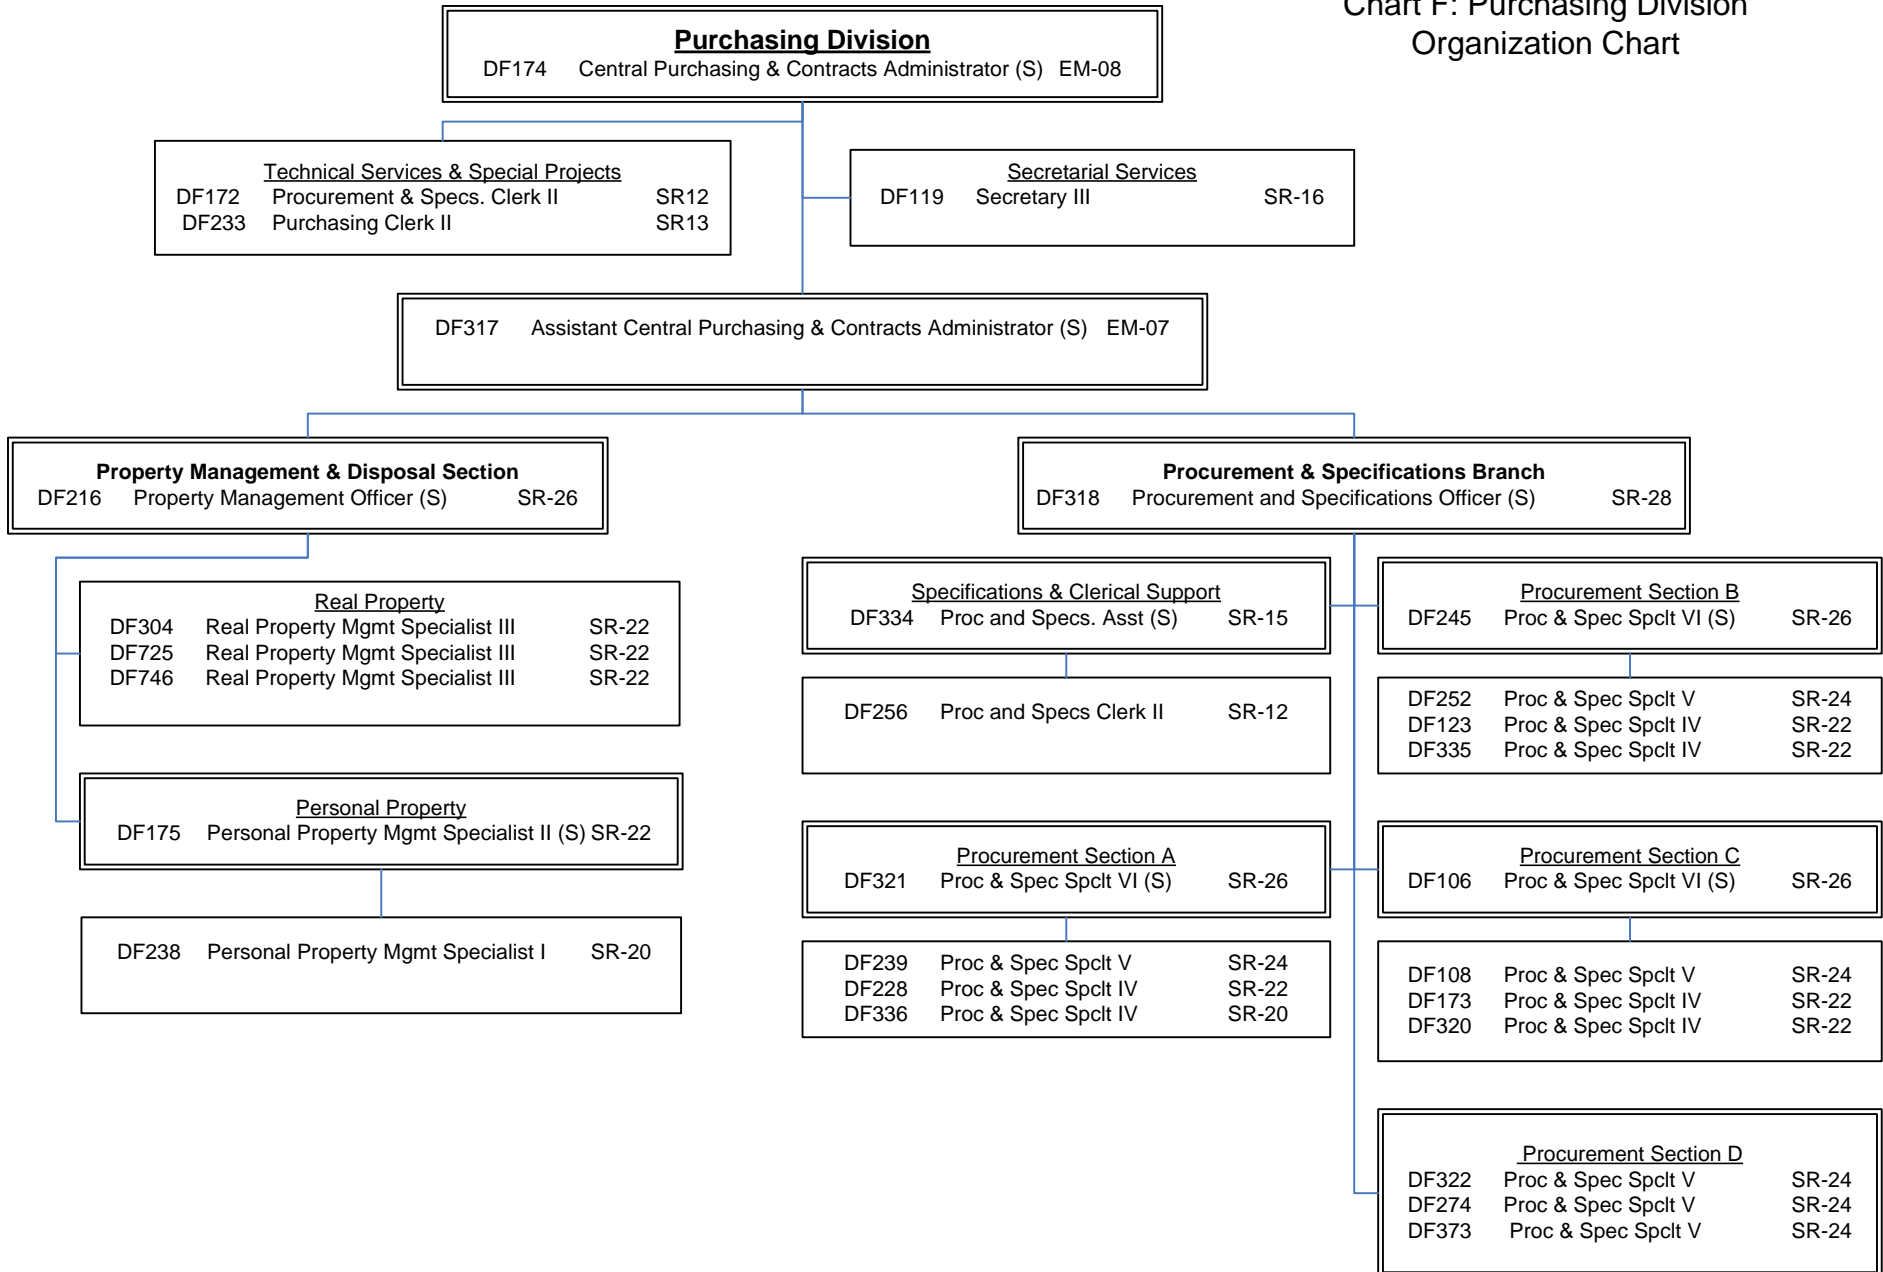 Chart F: Purchasing Division
Organization Chart
Purchasing Division
DF174 Central Purchasing & Contracts Administrator (S) EM-08
Technical Services & Special Projects
DF172 Procurement & Specs. Clerk II SR12
DF233 Purchasing Clerk II SR13
Secretarial Services
DF119 Secretary III SR-16
DF317 Assistant Central Purchasing & Contracts Administrator (S) EM-07
Property Management & Disposal Section
DF216 Property Management Officer (S) SR-26
Real Property
DF304 Real Property Mgmt Specialist III SR-22
DF725 Real Property Mgmt Specialist III SR-22
DF746 Real Property Mgmt Specialist III SR-22
Personal Property
DF175 Personal Property Mgmt Specialist II (S) SR-22
DF238 Personal Property Mgmt Specialist I SR-20
Procurement & Specifications Branch
DF318 Procurement and Specifications Officer (S) SR-28
Specifications & Clerical Support
DF334 Proc and Specs. Asst (S) SR-15
DF256 Proc and Specs Clerk II SR-12
Procurement Section B
DF245 Proc & Spec Spclt VI (S) SR-26
DF252 Proc & Spec Spclt V SR-24
DF123 Proc & Spec Spclt IV SR-22
DF335 Proc & Spec Spclt IV SR-22
Procurement Section A
DF321 Proc & Spec Spclt VI (S) SR-26
DF239 Proc & Spec Spclt V SR-24
DF228 Proc & Spec Spclt IV SR-22
DF336 Proc & Spec Spclt IV SR-20
Procurement Section C
DF106 Proc & Spec Spclt VI (S) SR-26
DF108 Proc & Spec Spclt V SR-24
DF173 Proc & Spec Spclt IV SR-22
DF320 Proc & Spec Spclt IV SR-22
Procurement Section D
DF322 Proc & Spec Spclt V SR-24
DF274 Proc & Spec Spclt V SR-24
DF373 Proc & Spec Spclt V SR-24